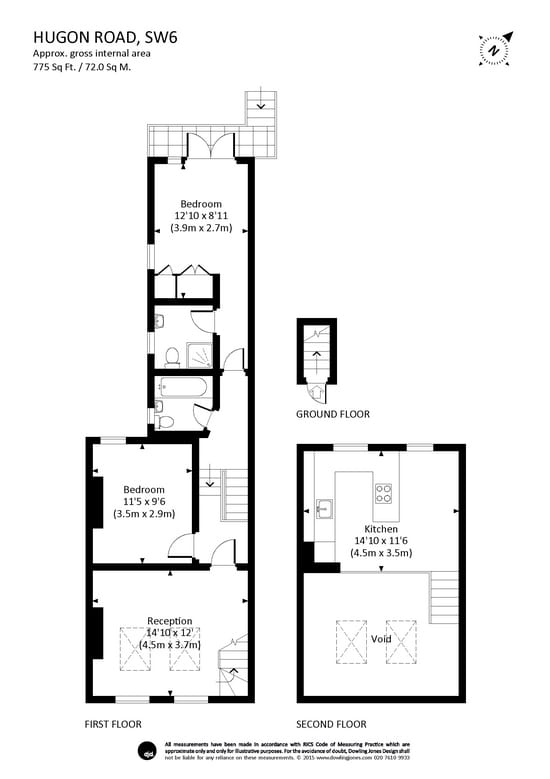 HUGON ROAD, SW6
Approx. gross internal area
775 Sq Ft. / 72.0 Sq M.
N
Bedroom
12'10 x 8'11
(3.9m x 2.7m)
GROUND FLOOR
Bedroom
11'5 x 9'6
(3.5m x 2.9m)
Kitchen
14'10 x 11'6
(4.5m x 3.5m)
Reception
14'10 x 12'
(4.5m x 3.7m)
Void
FIRST FLOOR
SECOND FLOOR
djd
All measurements have been made in accordance with RICS Code of Measuring Practice which are
approximate only and only for illustrative purposes. For the avoidance of doubt, Dowling Jones Design shall
not be liable for any reliance on these measurements. © 2015 www.dowlingjones.com 020 7610 9933